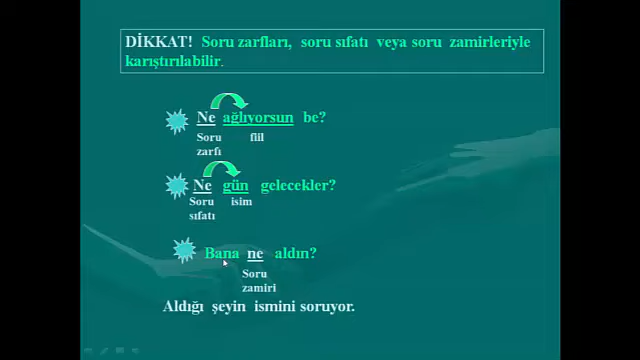 DİKKAT! Soru zarfları, soru sıfatı veya soru zamirleriyle
karıştırılabilir.
Ne ağlıyorsun be?
Soru fiil
zarfı
Ne gün gelecekler?
Soru isim
sıfatı
Bana ne aldın?
Soru
zamiri
Aldığı şeyin ismini soruyor.